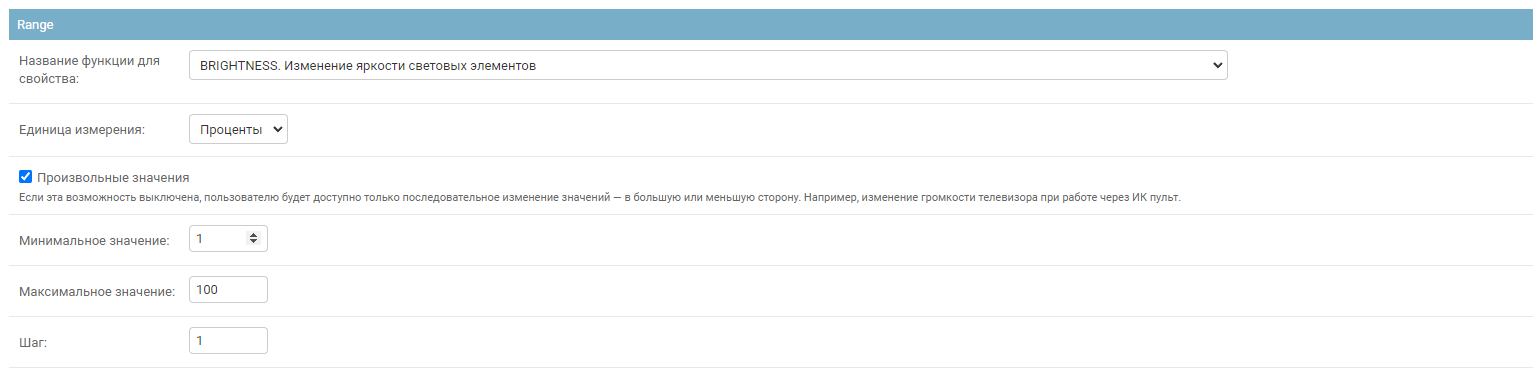 Range
Название функции для
свойства:
BRIGHTNESS. Изменение яркости световых элементов
Единица измерения:
Проценты
Произвольные значения
Если эта возможность выключена, пользователю будет доступно только последовательное изменение значений — в большую или меньшую сторону. Например, изменение громкости телевизора при работе через ИК пульт.
Минимальное значение:
1
Максимальное значение:
100
Шаг:
1